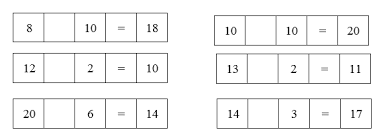 8 10 = 18
10 10 = 20
12 2 = 10
13 2 = 11
20 6 = 14
14 3 = 17